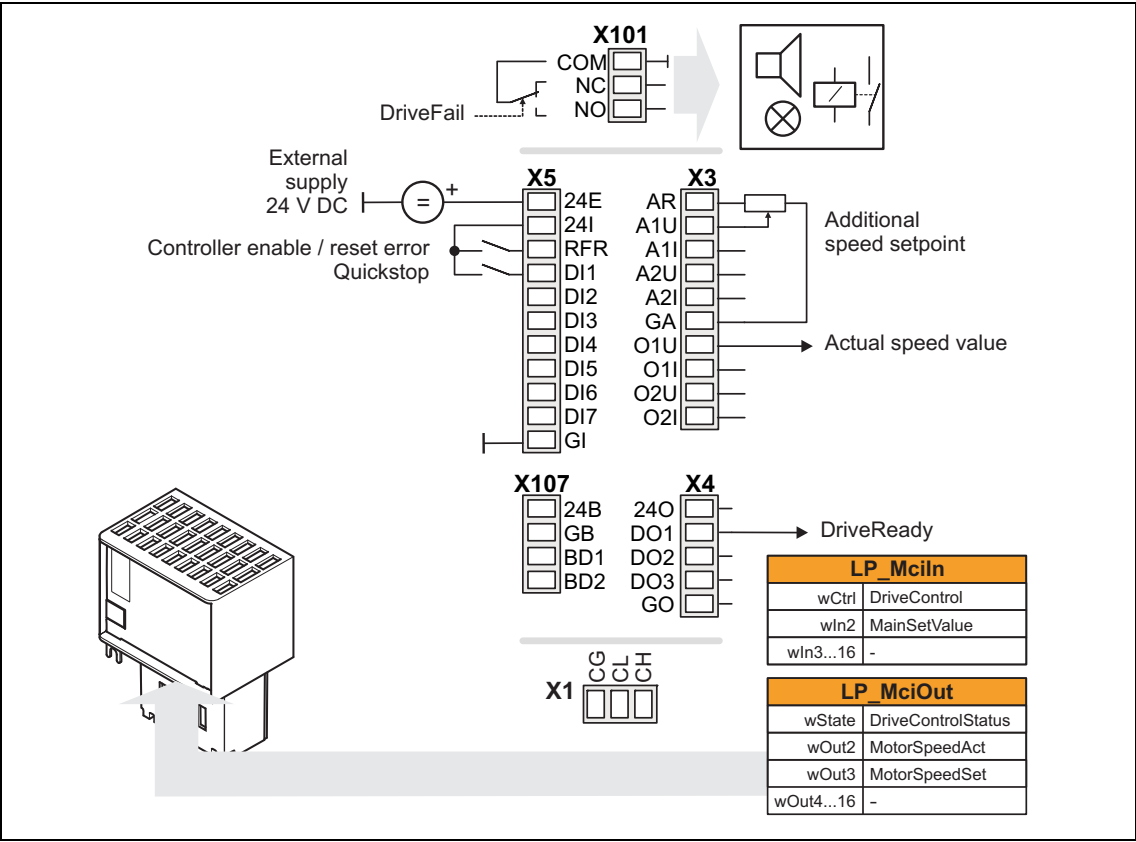 X101
COM
NC
NO
DriveFail
External
supply
24 V DC
=
+
Controller enable / reset error
Quickstop
X5
24E
24I
RFR
DI1
DI2
DI3
DI4
DI5
DI6
DI7
GI
X3
AR
A1U
A1I
A2U
A2I
GA
O1U
O1I
O2U
O2I
Additional
speed setpoint
Actual speed value
X107
24B
GB
BD1
BD2
X4
24O
DO1
DO2
DO3
GO
DriveReady
X1
CG
CL
CH
LP_MciIn
wCtrl DriveControl
wIn2 MainSetValue
wIn3...16 -
LP_MciOut
wState DriveControlStatus
wOut2 MotorSpeedAct
wOut3 MotorSpeedSet
wOut4...16 -